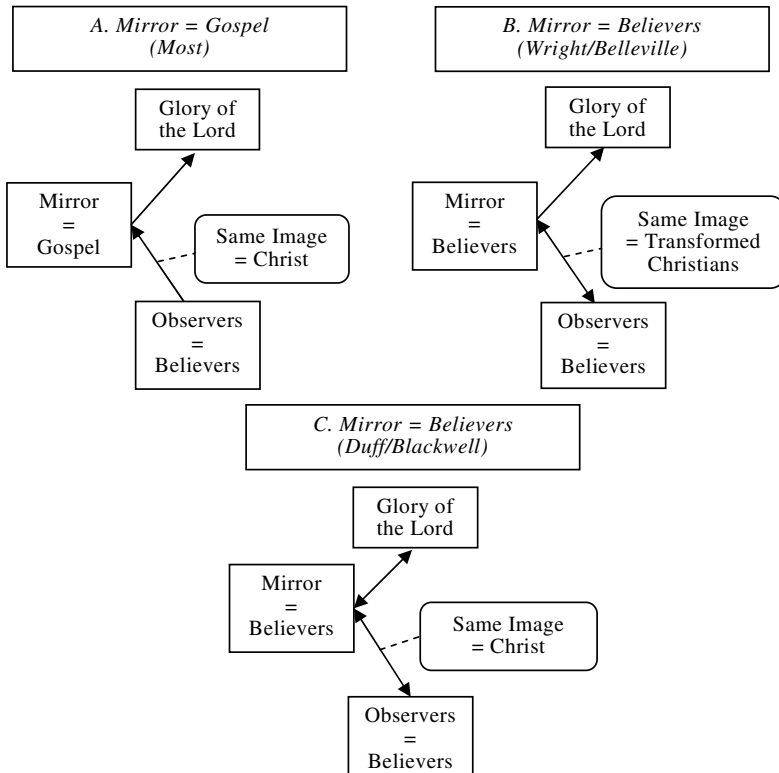 A. Mirror = Gospel
(Most)
Glory of
the Lord
Mirror
=
Gospel
Same Image
= Christ
Observers
=
Believers
B. Mirror = Believers
(Wright/Belleville)
Glory of
the Lord
Mirror
=
Believers
Same Image
= Transformed
Christians
Observers
=
Believers
C. Mirror = Believers
(Duff/Blackwell)
Glory of
the Lord
Mirror
=
Believers
Same Image
= Christ
Observers
=
Believers